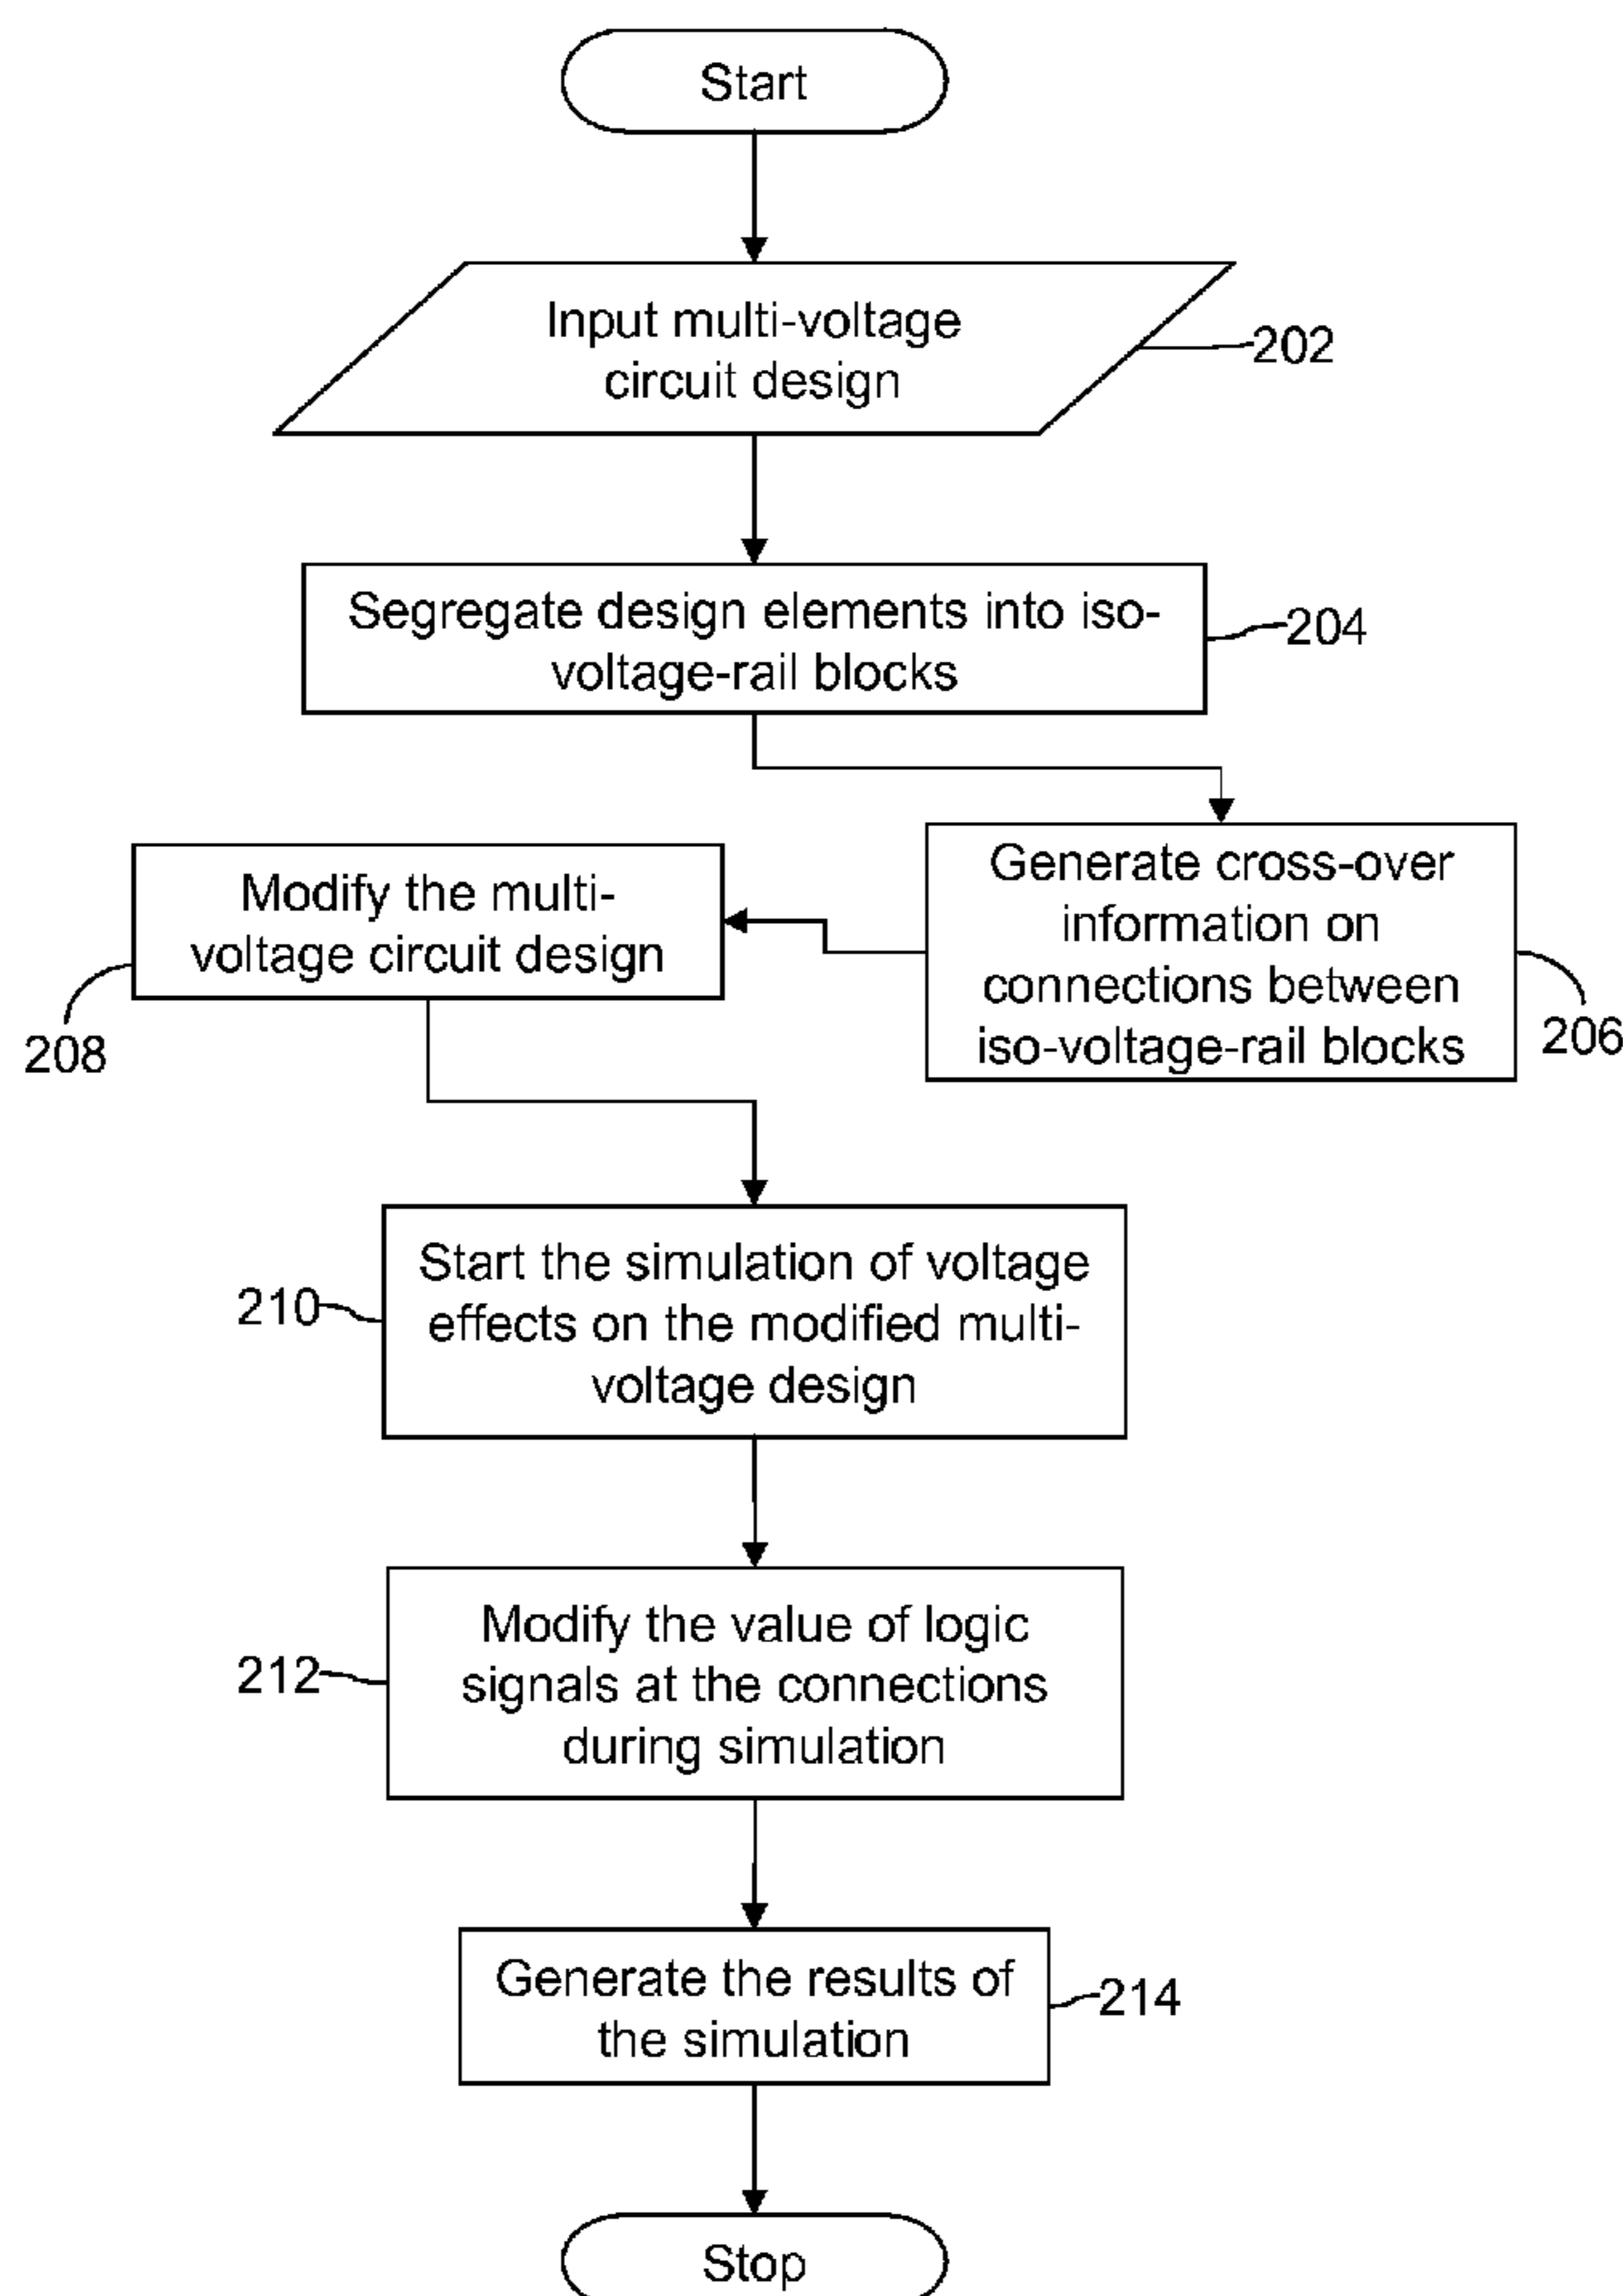 Start
Input multi-voltage
circuit design
202
Segregate design elements into iso-
voltage-rail blocks
204
Generate cross-over
information on
connections between
iso-voltage-rail blocks
206
Modify the multi-
voltage circuit design
208
Start the simulation of voltage
effects on the modified multi-
voltage design
210
Modify the value of logic
signals at the connections
during simulation
212
Generate the results of
the simulation
214
Stop